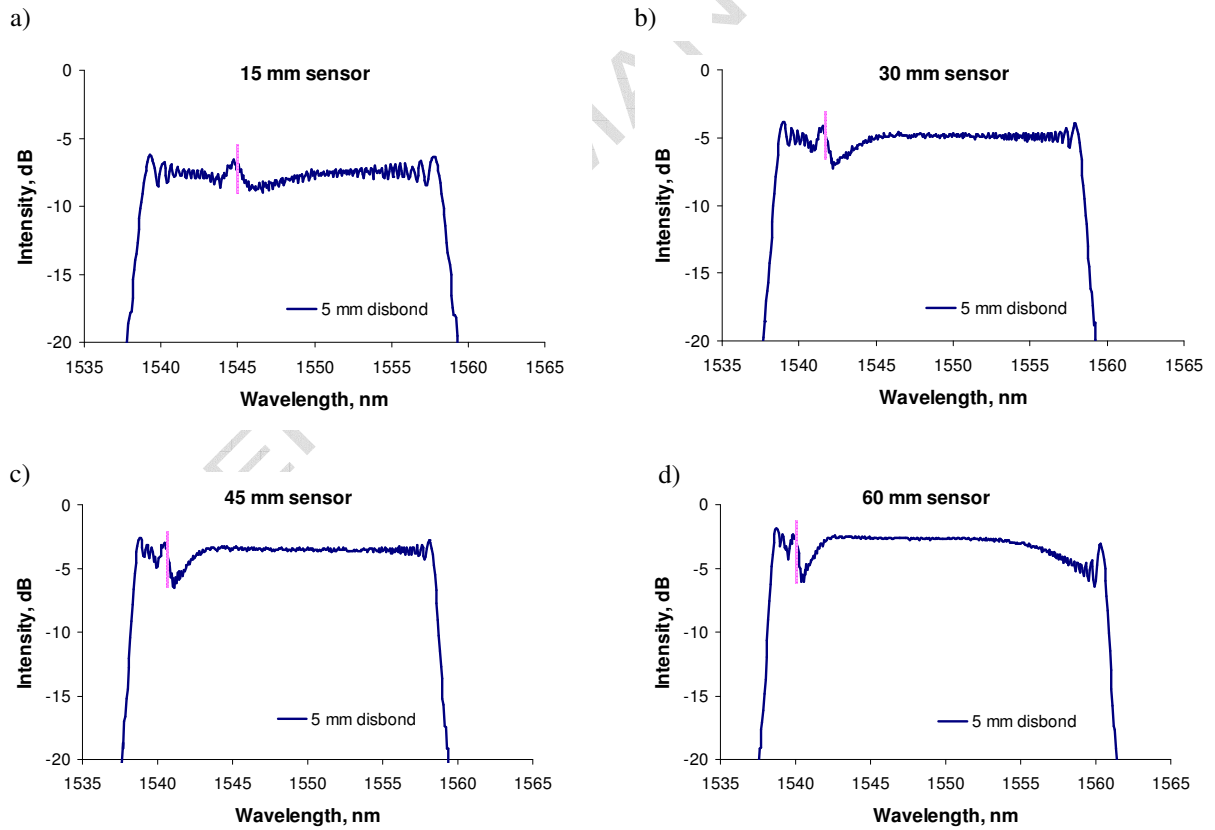 a)
15 mm sensor
Intensity, dB
0
-5
-10
-15
-20
5 mm disbond
1535 1540 1545 1550 1555 1560 1565
Wavelength, nm
b)
30 mm sensor
Intensity, dB
0
-5
-10
-15
-20
5 mm disbond
1535 1540 1545 1550 1555 1560 1565
Wavelength, nm
c)
45 mm sensor
Intensity, dB
0
-5
-10
-15
-20
5 mm disbond
1535 1540 1545 1550 1555 1560 1565
Wavelength, nm
d)
60 mm sensor
Intensity, dB
0
-5
-10
-15
-20
5 mm disbond
1535 1540 1545 1550 1555 1560 1565
Wavelength, nm